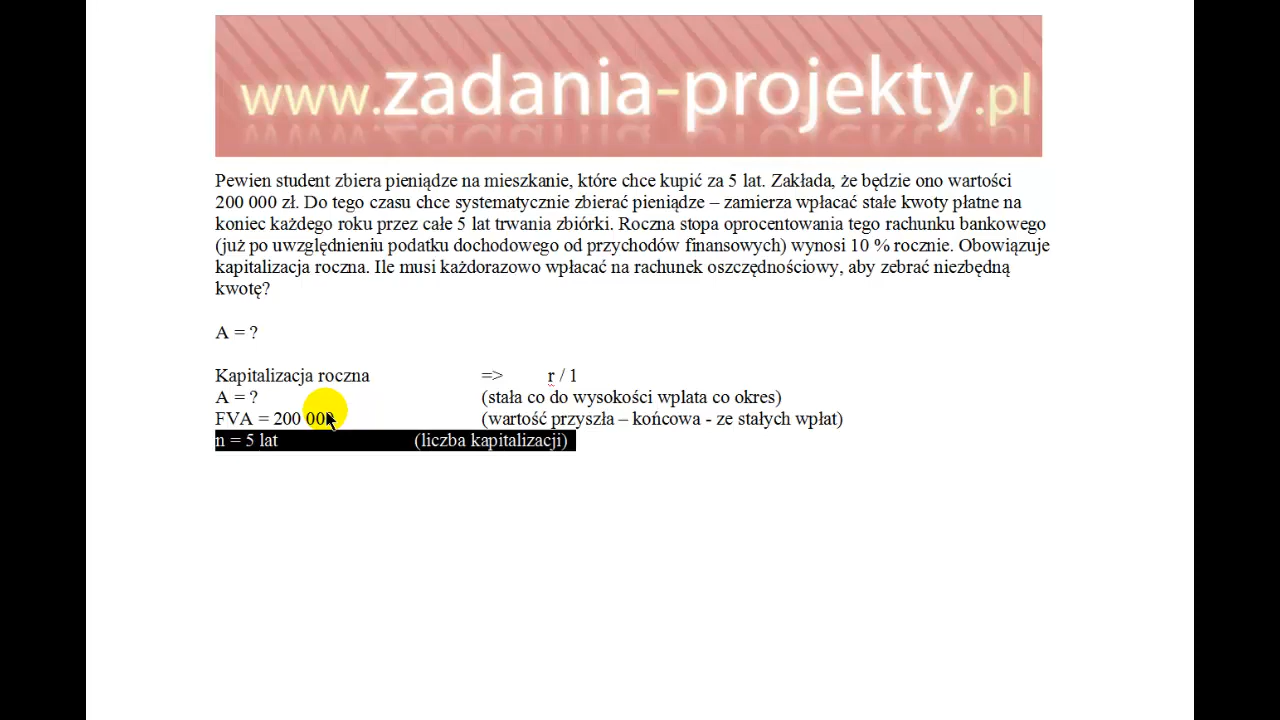 www.zadania-projekty.pl
Pewien student zbiera pieniądze na mieszkanie, które chce kupić za 5 lat. Zakłada, że będzie ono wartości
200 000 zł. Do tego czasu chce systematycznie zbierać pieniądze – zamierza wpłacać stałe kwoty płatne na
koniec każdego roku przez całe 5 lat trwania zbiórki. Roczna stopa oprocentowania tego rachunku bankowego
(już po uwzględnieniu podatku dochodowego od przychodów finansowych) wynosi 10 % rocznie. Obowiązuje
kapitalizacja roczna. Ile musi każdorazowo wpłacać na rachunek oszczędnościowy, aby zebrać niezbędną
kwotę?
A = ?
Kapitalizacja roczna => r / 1
A = ? (stała co do wysokości wplata co okres)
FVA = 200 000 (wartość przyszła – końcowa - ze stałych wpłat)
n = 5 lat (liczba kapitalizacji)